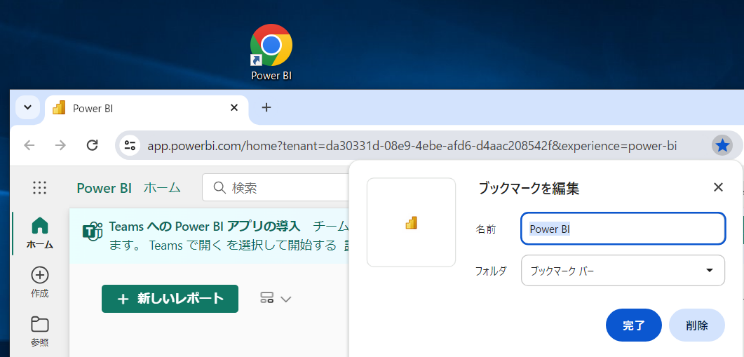 Power BI
Power BI
app.powerbi.com/home?tenant=da30331d-08e9-4ebe-afd6-d4aac208542f&experience=power-bi
Power BI ホーム 検索
ブックマークを編集
Teams への Power BI アプリの導入 チーム
ます。 Teams で開く を選択して開始する
名前 Power BI
ホーム
フォルダ ブックマーク バー
作成
+ 新しいレポート
完了 削除
参照